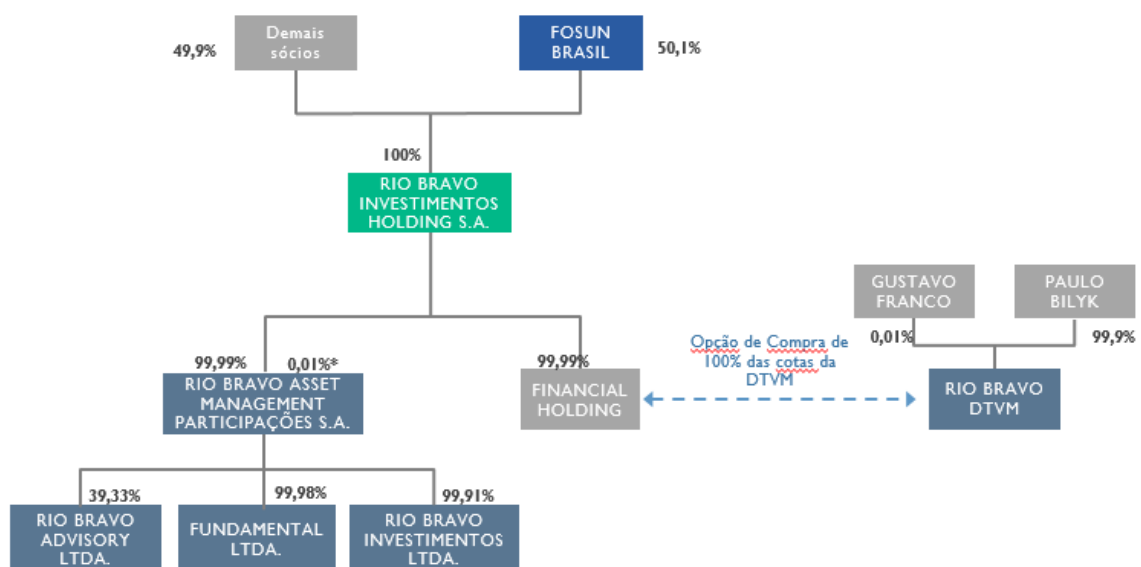 Demais
sócios
49,9%
FOSUN
BRASIL
50,1%
100%
RIO BRAVO
INVESTIMENTOS
HOLDING S.A.
GUSTAVO
FRANCO
PAULO
BILYK
0,01%
99,9%
99,99%
0,01%*
RIO BRAVO ASSET
MANAGEMENT
PARTICIPAÇÕES S.A.
99,99%
FINANCIAL
HOLDING
Opção de Compra de
100% das cotas da
DTVM
RIO BRAVO
DTVM
39,33%
RIO BRAVO
ADVISORY
LTDA.
99,98%
FUNDAMENTAL
LTDA.
99,91%
RIO BRAVO
INVESTIMENTOS
LTDA.